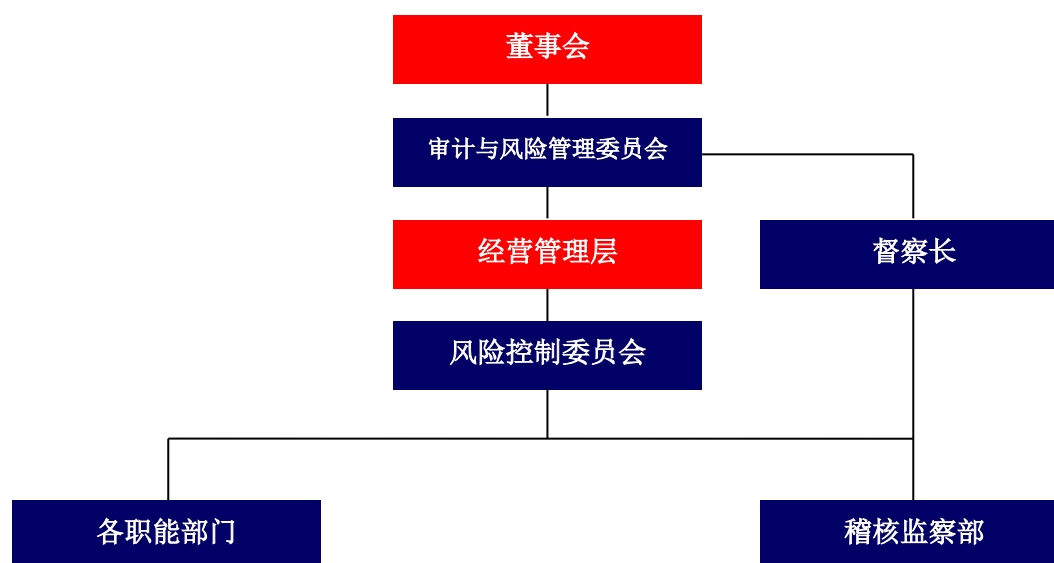 董事会
审计与风险管理委员会
经营管理层
督察长
风险控制委员会
各职能部门
稽核监察部